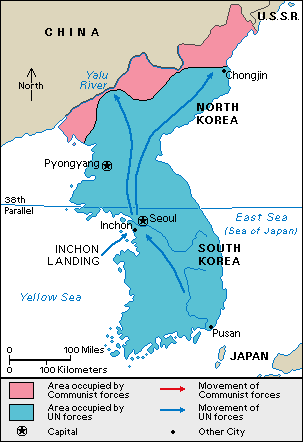 U.S.S.R.
CHINA
Yalu
River
North
Chongjin
NORTH
KOREA
Pyongyang
38th
Parallel
Seoul
East Sea
(Sea of Japan)
Inchon
INCHON
LANDING
SOUTH
KOREA
Yellow Sea
Pusan
0 100 Miles
0 100 Kilometers
JAPAN
Area occupied by
Communist forces
Movement of
Communist forces
Area occupied by
UN forces
Movement of
UN forces
Capital
Other City